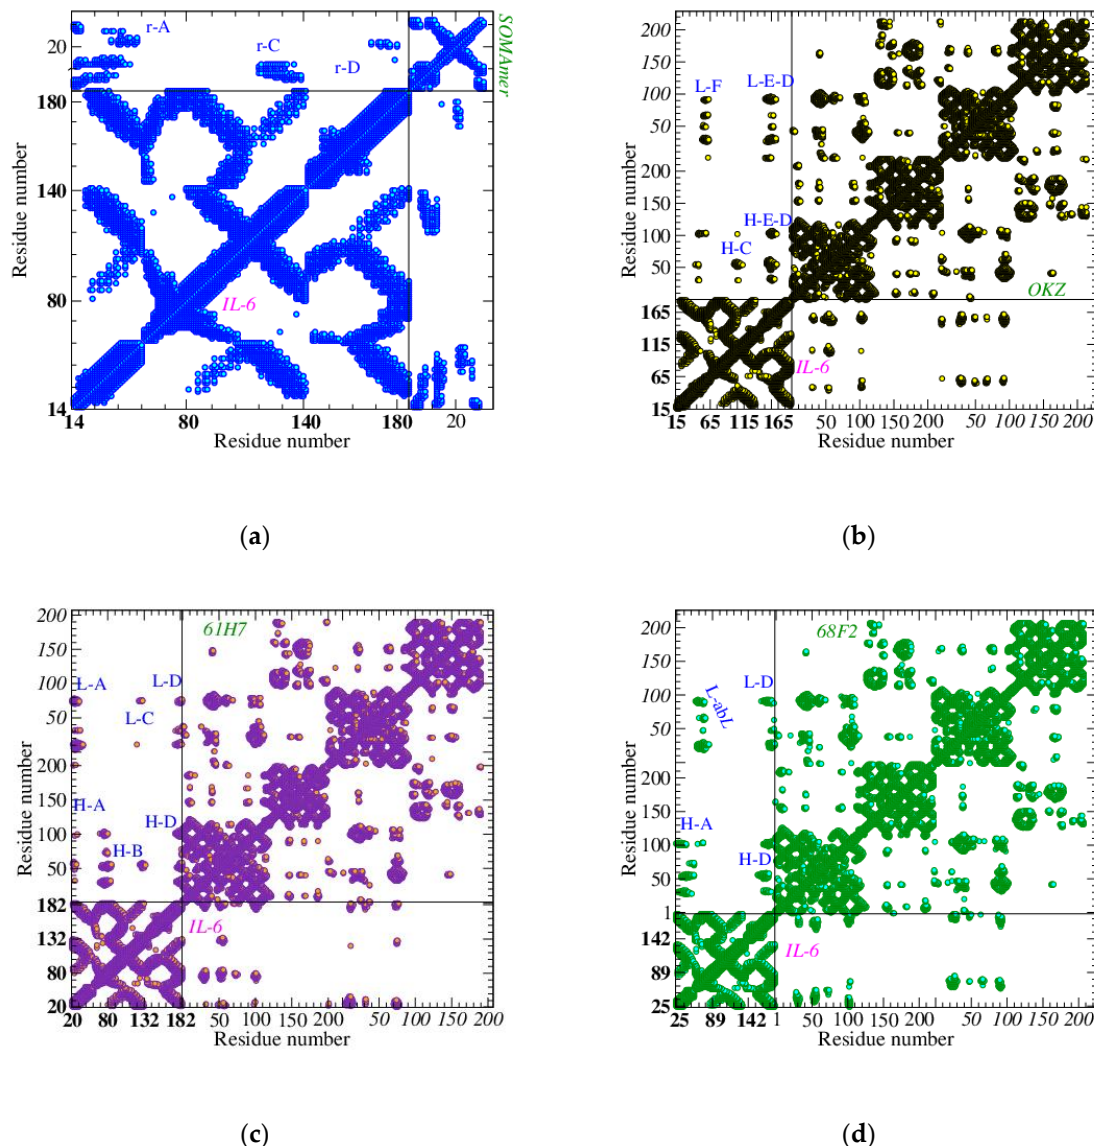 r-A
r-C
r-D
SOMAmer
20
180
140
80
14
IL-6
14 80 140 180 20
Residue number
Residue number
(a)
L-F
L-E-D
H-E-D
H-C
OKZ
IL-6
200
150
100
50
200
150
100
50
165
115
65
15
15 65 115 165 50 100 150 200 50 100 150 200
Residue number
Residue number
(b)
61H7
L-A
L-D
L-C
H-A
H-D
H-B
IL-6
200
150
100
50
200
150
100
50
182
132
80
20
20 80 132 182 50 100 150 200 50 100 150 200
Residue number
Residue number
(c)
68F2
L-D
L-abL
H-A
H-D
IL-6
200
150
100
50
200
150
100
50
1
142
89
25
25 89 142 1 50 100 150 200 50 100 150 200
Residue number
Residue number
(d)